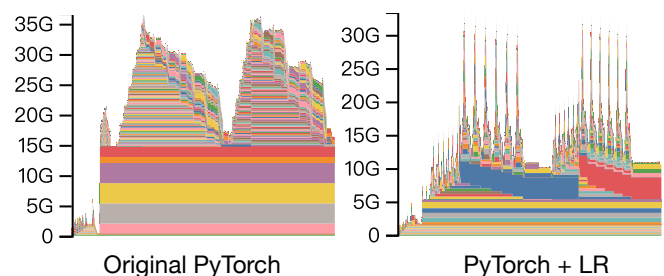 35G
30G
25G
20G
15G
10G
5G
0
Original PyTorch
30G
25G
20G
15G
10G
5G
0
PyTorch + LR